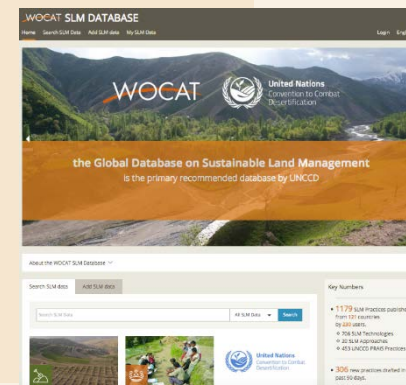 WOCAT SLM DATABASE
Home Search SLM Data Add SLM data My SLM Data
Login
WOCAT
United Nations
Convention to Combat
Desertification
the Global Database on Sustainable Land Management
is the primary recommended database by UNCCD
About the WOCAT SLM Database
Search SLM data Add SLM data
Key Numbers
Search SLM Data All SLM Data Search
1179 SLM Practices
from 131 countries
by users.
SLM Technologies
SLM Approaches
453 UNCCD PRAIS Practices
306 new practices drafted in
past 90 days.
United Nations
Convention to Combat
Desertification